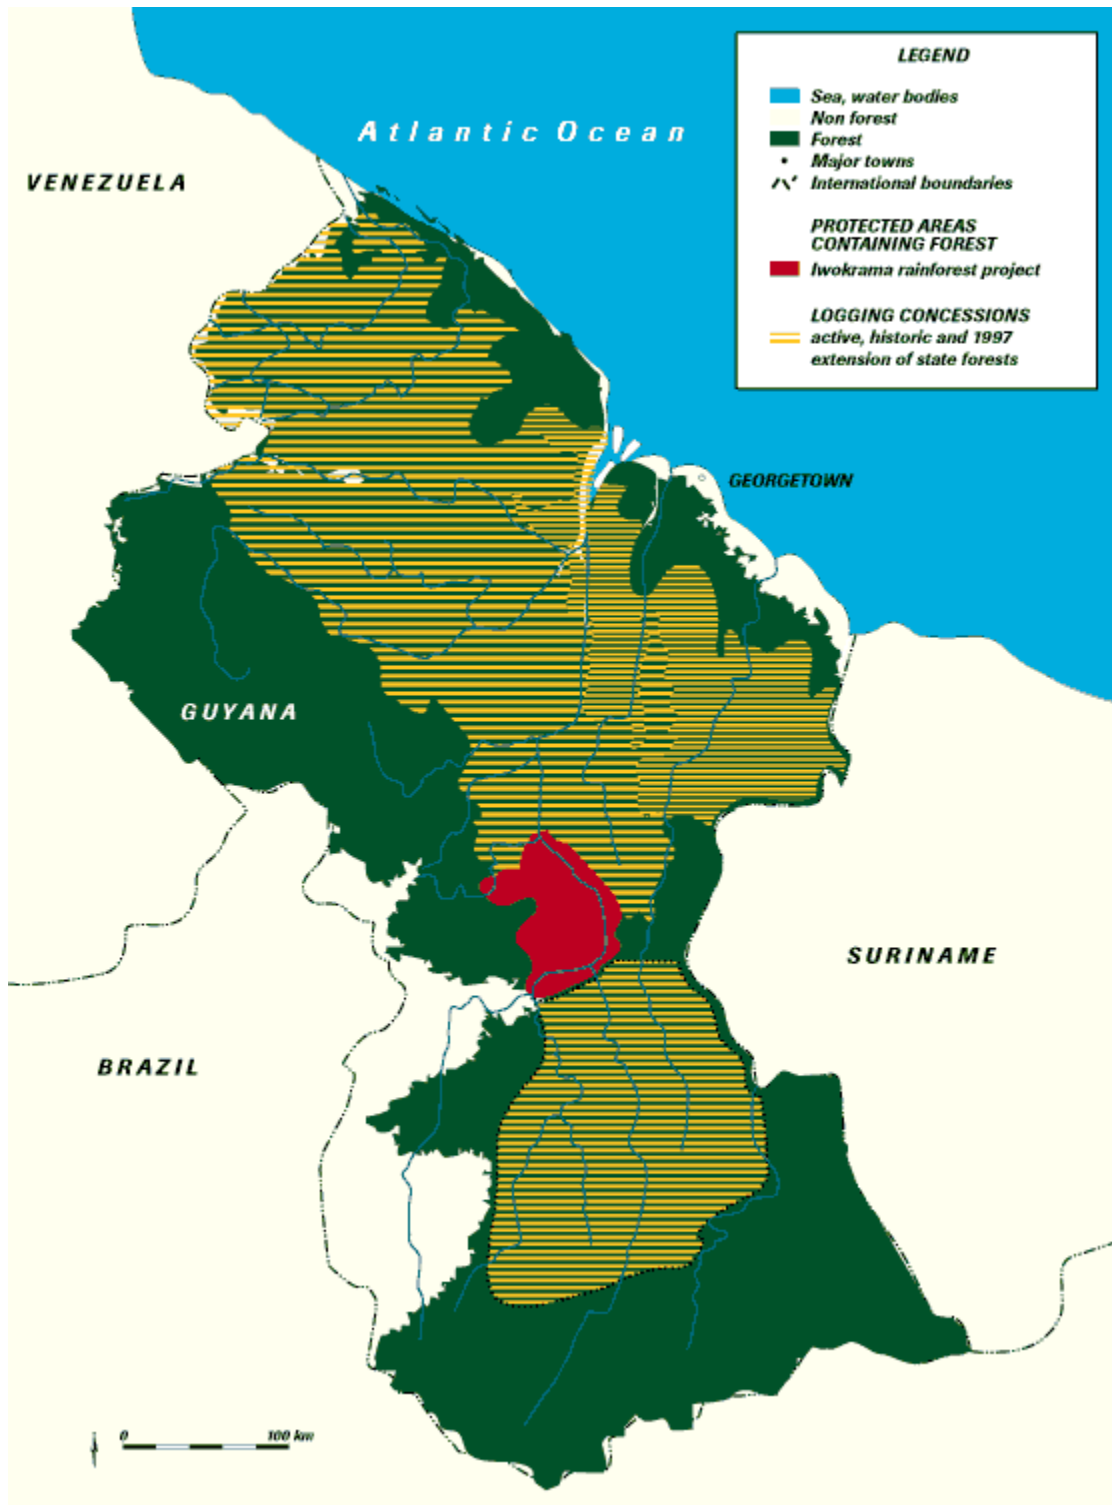 LEGEND
Sea, water bodies
Non forest
Forest
Major towns
International boundaries
PROTECTED AREAS
CONTAINING FOREST
Iwokrama rainforest project
LOGGING CONCESSIONS
active, historic and 1997
extension of state forests
Atlantic Ocean
VENEZUELA
GEORGETOWN
GUYANA
SURINAME
BRAZIL
0 100 km